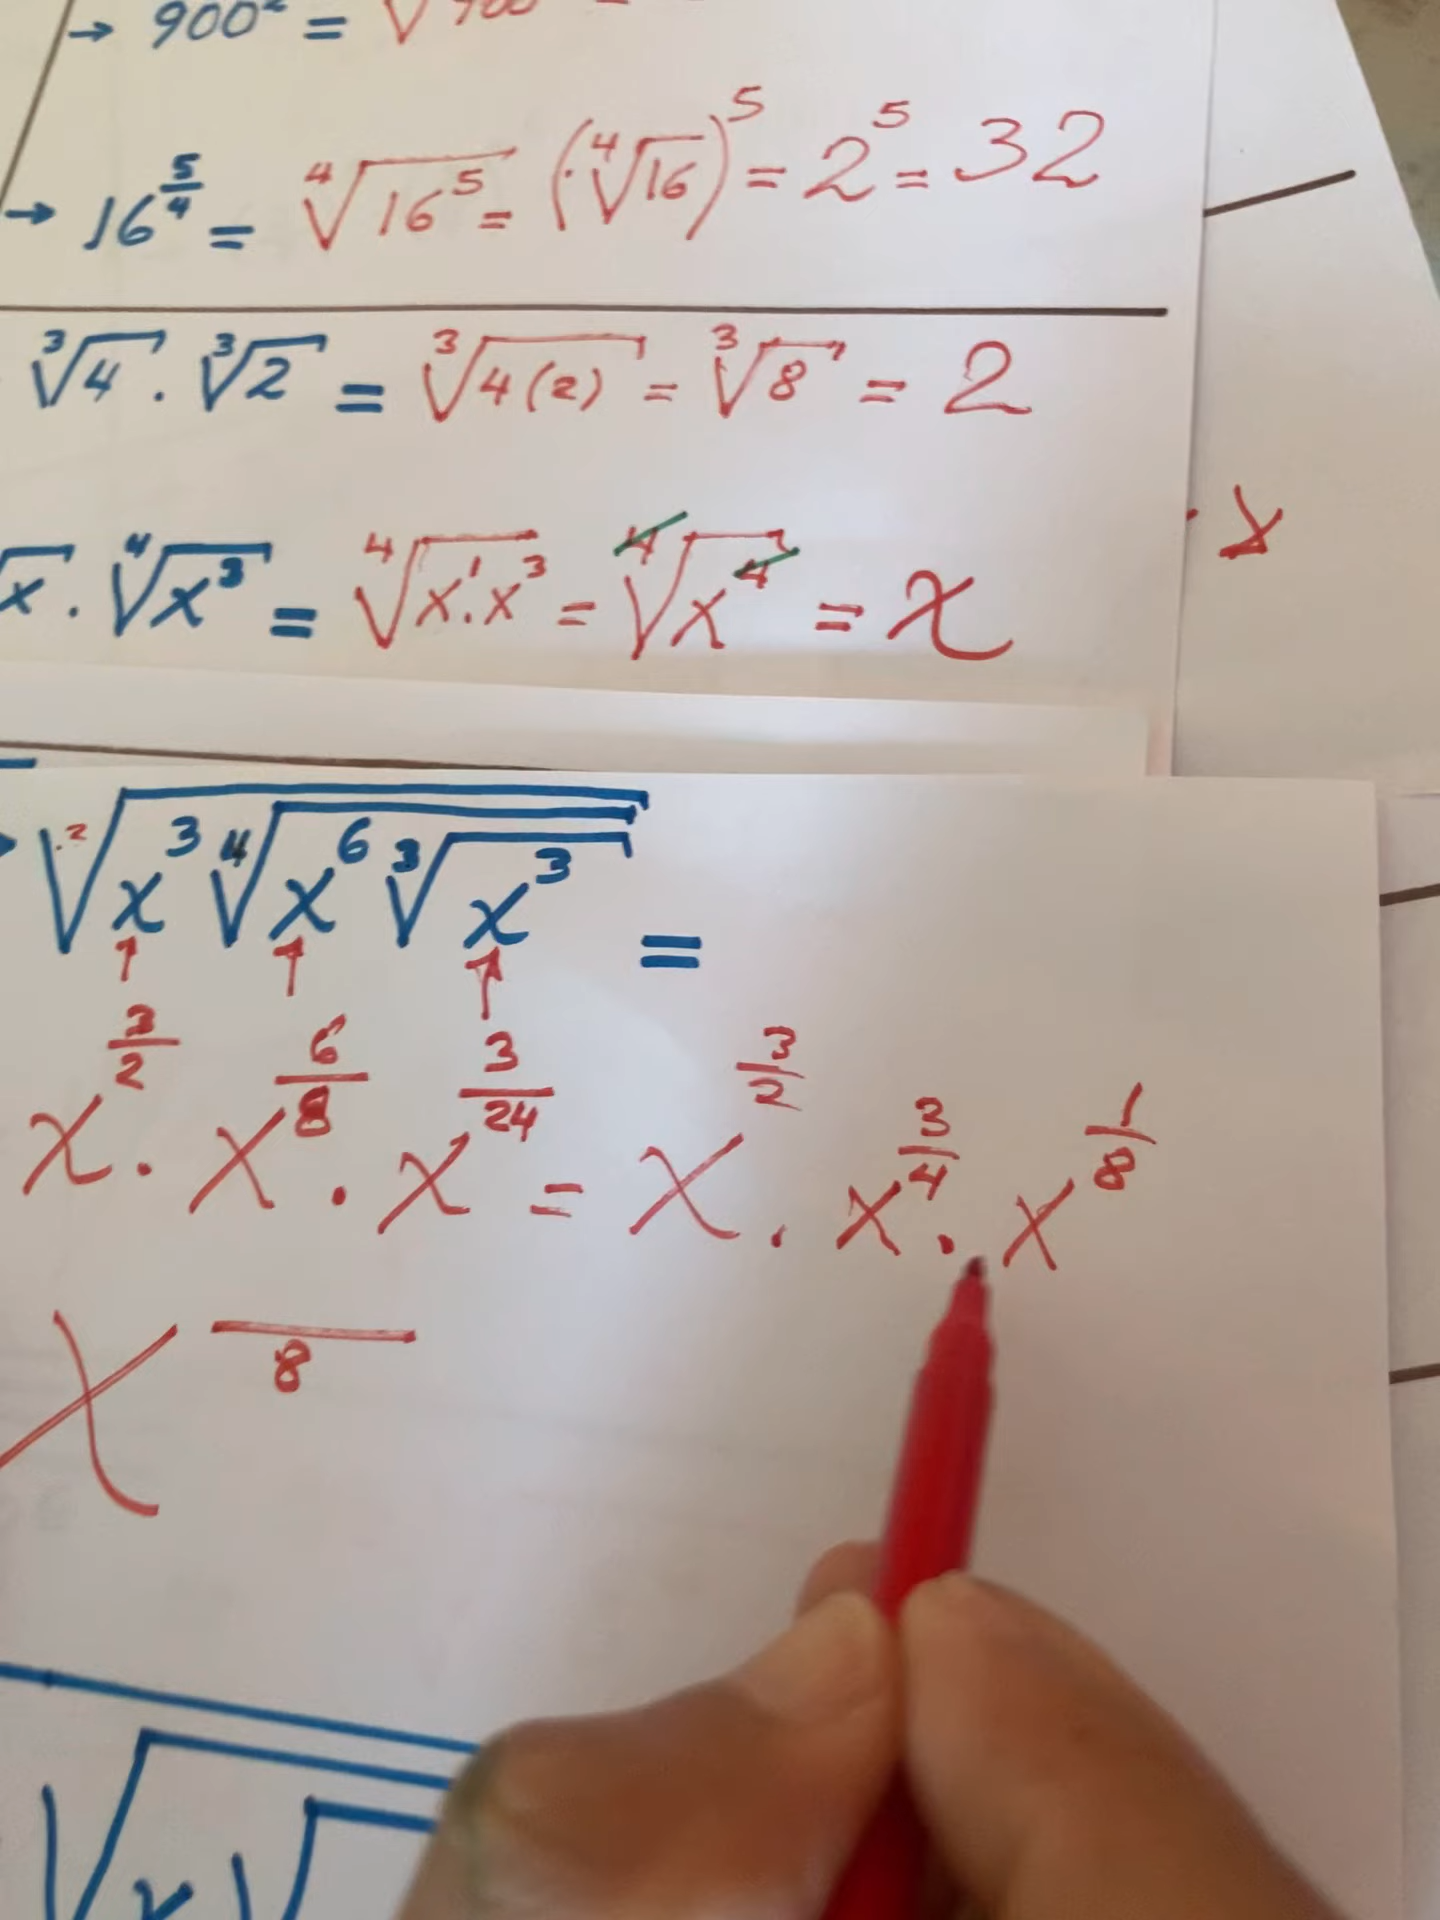 → 900² = √900
→ 16^(5/4) = ⁴√(16⁵) = (⁴√16)⁵ = 2⁵ = 32
³√4 · ³√2 = ³√(4(2)) = ³√8 = 2
x · ⁴√(x³) = ⁴√(x¹·x³) = ⁴√(x⁴) = x
x
²√(x³ ⁴√(x⁶ ³√(x³))) =
x^(3/2) · x^(6/8) · x^(3/24) = x^(3/2) · x^(3/4) · x^(1/8)
x^( /8)